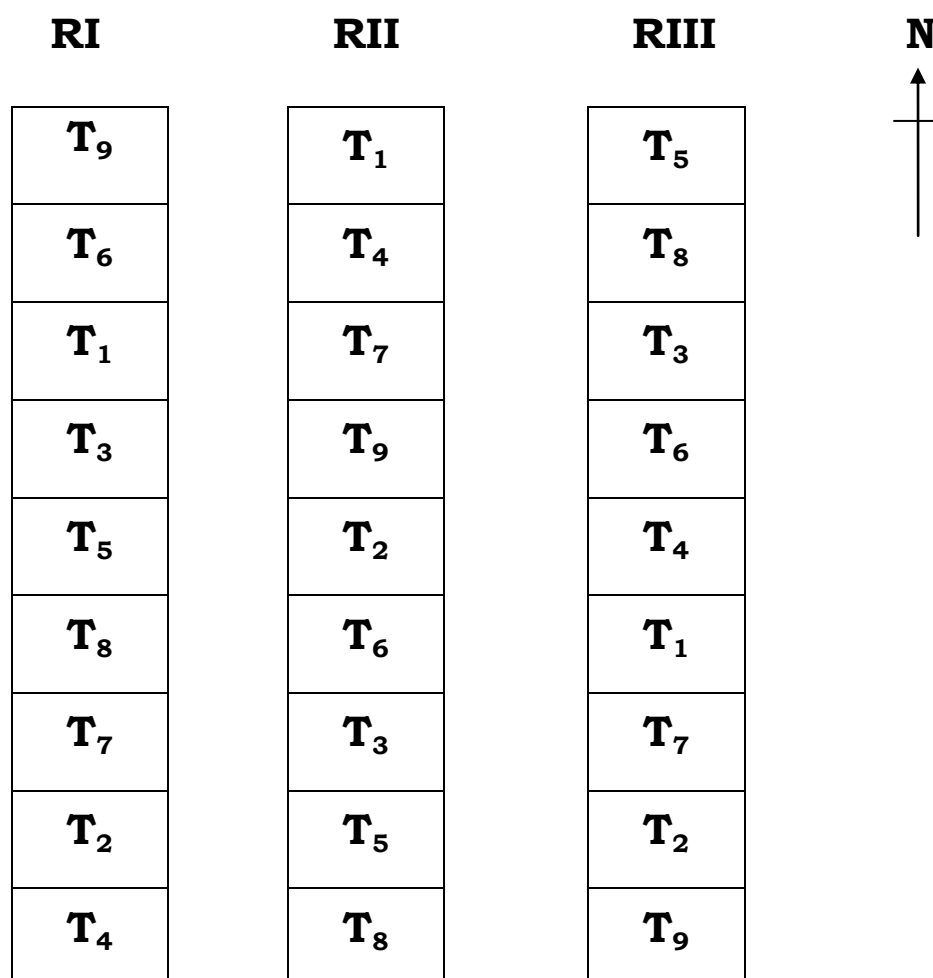 RI RII RIII N
T₉ T₁ T₅
T₆ T₄ T₈
T₁ T₇ T₃
T₃ T₉ T₆
T₅ T₂ T₄
T₈ T₆ T₁
T₇ T₃ T₇
T₂ T₅ T₂
T₄ T₈ T₉